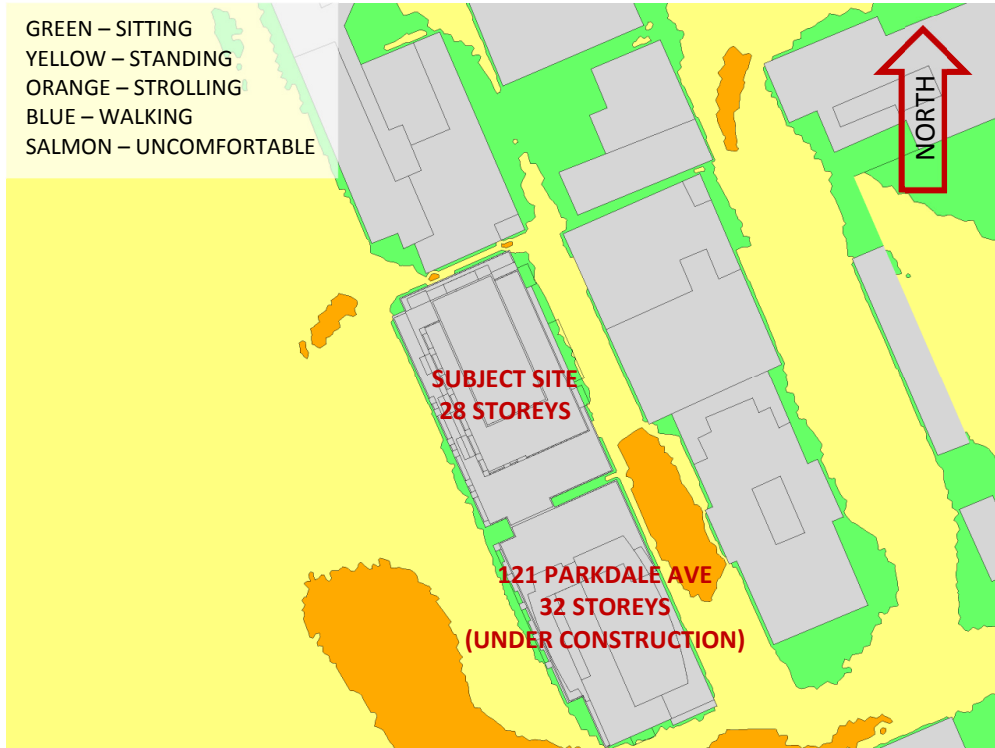 GREEN – SITTING
YELLOW – STANDING
ORANGE – STROLLING
BLUE – WALKING
SALMON – UNCOMFORTABLE
NORTH
SUBJECT SITE
28 STOREYS
121 PARKDALE AVE
32 STOREYS
(UNDER CONSTRUCTION)